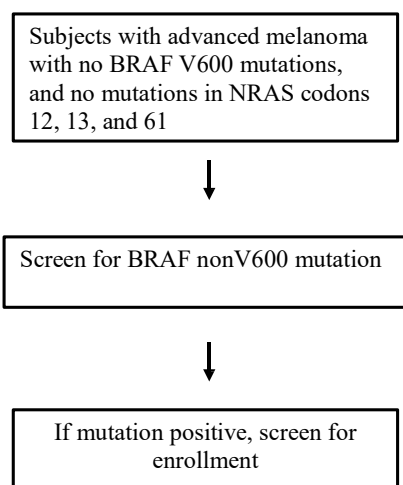 Subjects with advanced melanoma
with no BRAF V600 mutations,
and no mutations in NRAS codons
12, 13, and 61
Screen for BRAF nonV600 mutation
If mutation positive, screen for
enrollment